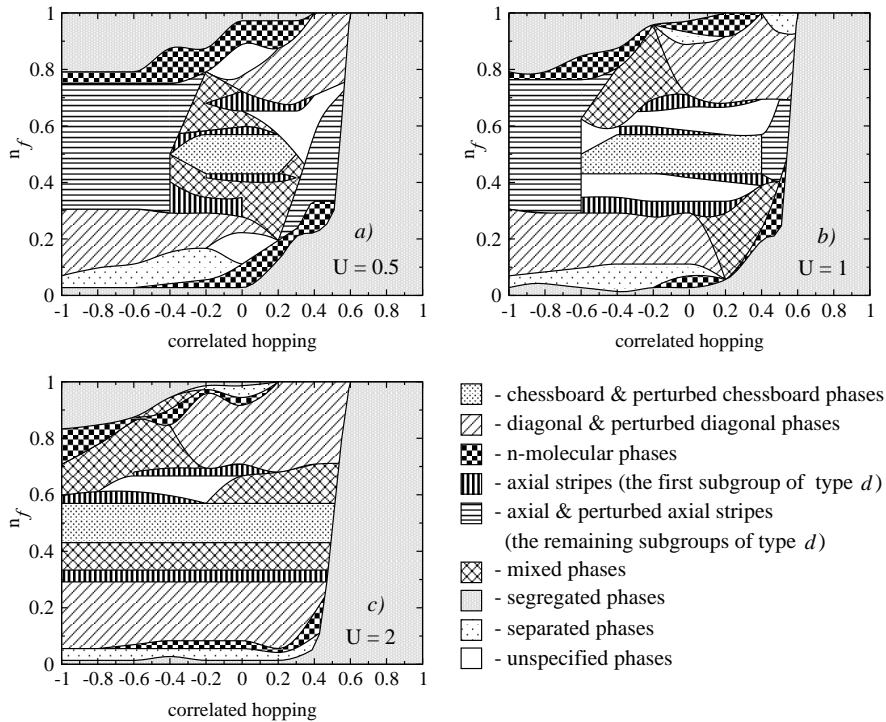 1
0.8
0.6
n_f
0.4
0.2
0
a)
U = 0.5
-1 -0.8 -0.6 -0.4 -0.2 0 0.2 0.4 0.6 0.8 1
correlated hopping
1
0.8
0.6
n_f
0.4
0.2
0
b)
U = 1
-1 -0.8 -0.6 -0.4 -0.2 0 0.2 0.4 0.6 0.8 1
correlated hopping
1
0.8
0.6
n_f
0.4
0.2
0
c)
U = 2
-1 -0.8 -0.6 -0.4 -0.2 0 0.2 0.4 0.6 0.8 1
correlated hopping
- chessboard & perturbed chessboard phases
- diagonal & perturbed diagonal phases
- n-molecular phases
- axial stripes (the first subgroup of type d)
- axial & perturbed axial stripes
(the remaining subgroups of type d)
- mixed phases
- segregated phases
- separated phases
- unspecified phases